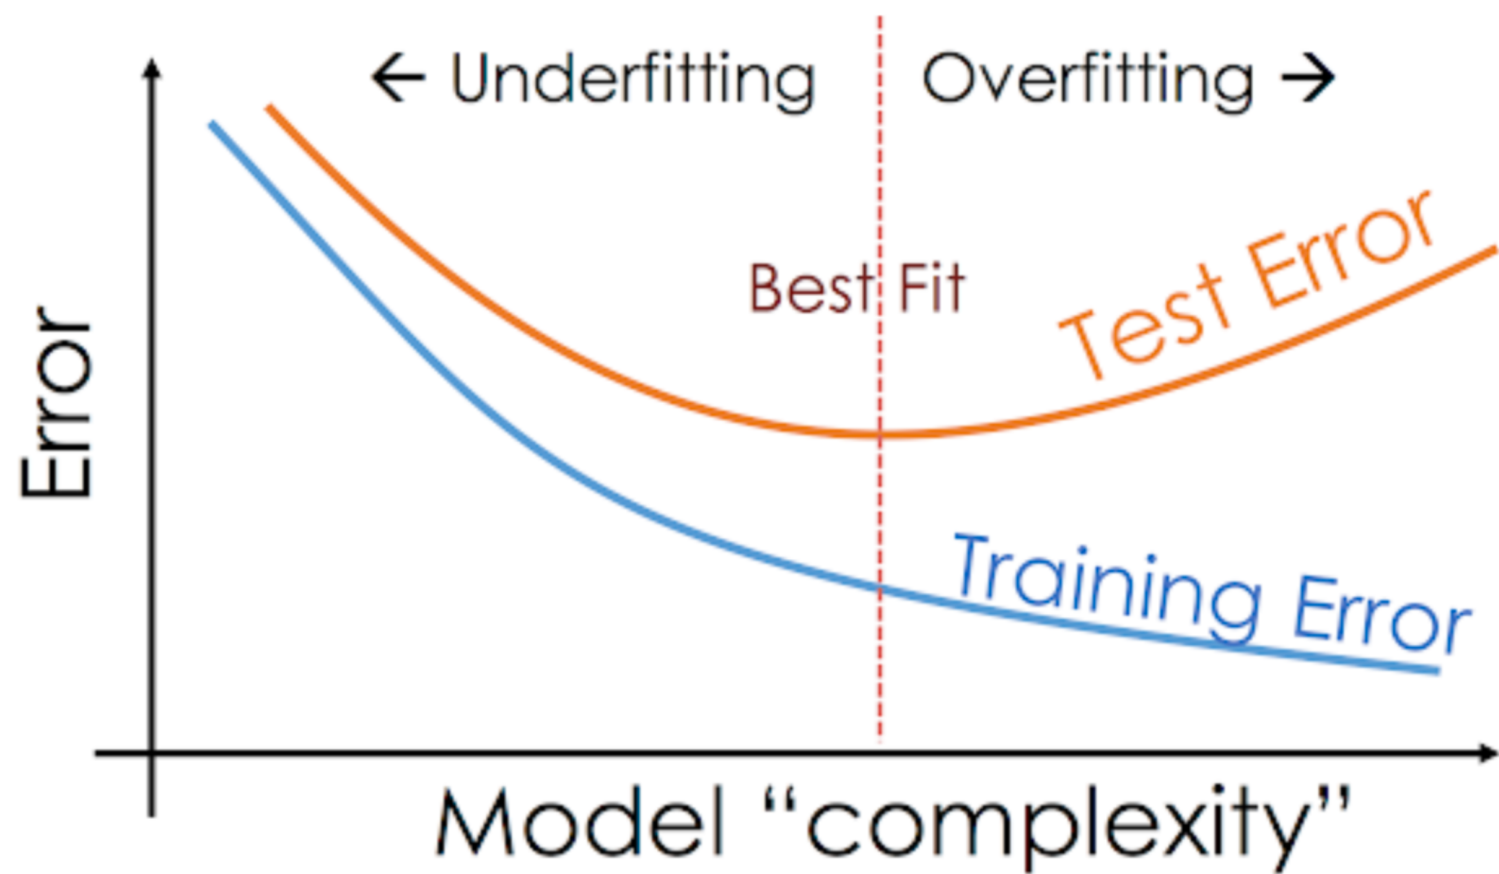 ← Underfitting
Overfitting →
Best Fit
Test Error
Training Error
Error
Model “complexity”